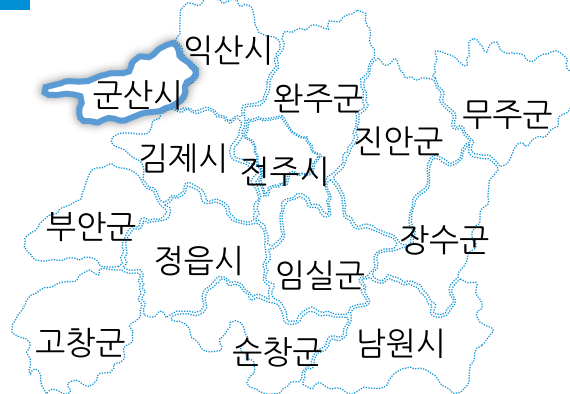 익산시
군산시
완주군
무주군
진안군
김제시
전주시
부안군
장수군
정읍시
임실군
고창군
순창군
남원시